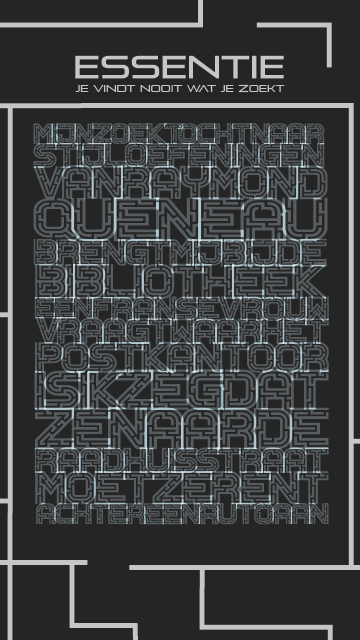 ESSENTIE
JE VINDT NOOIT WAT JE ZOEKT
MIJNZOEKTOCHTNAAR
STIJLOEFENINGEN
VANRAYMOND
QUENEAU
BRENGTMIJBIJDE
BIBLIOTHEEK
EENFRANSEVROUW
VRAAGTWAARHET
POSTKANTOOR
ISIKZEGDAT
ZENAARDE
RAADHUISSTRAAT
MOETZERENT
ACHTEREENAUTOAAN